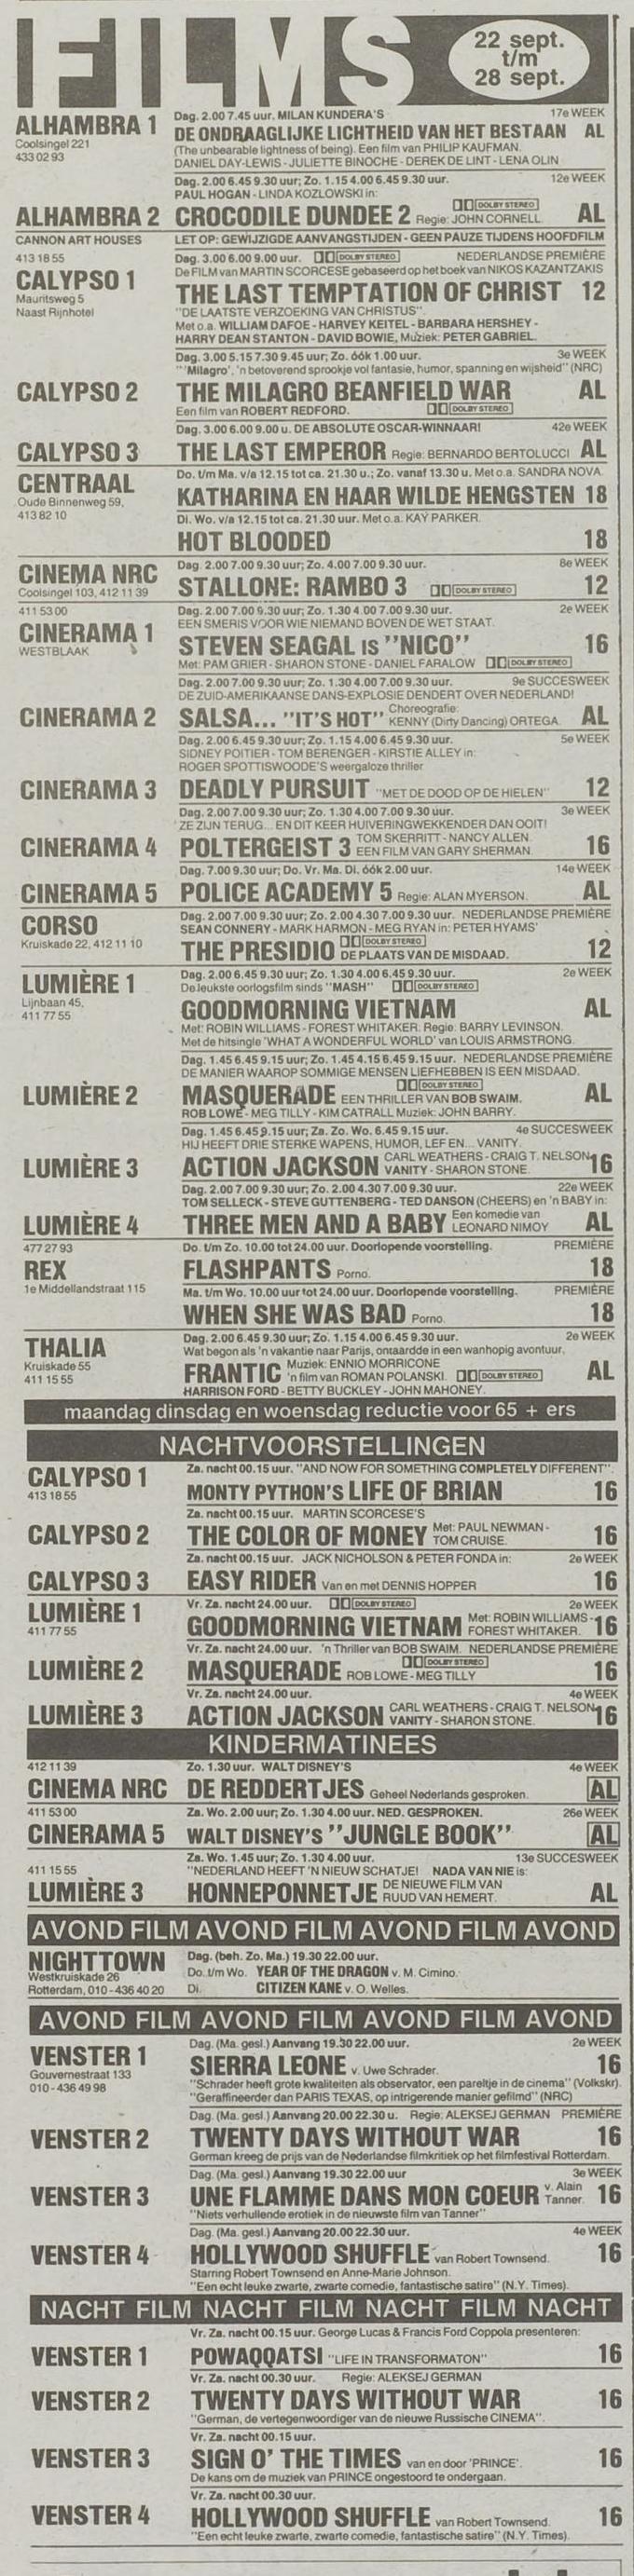 FILMS
22 sept.
t/m
28 sept.
Dag. 2.00 7.45 uur. MILAN KUNDERA'S 17e WEEK
ALHAMBRA 1
Coolsingel 221
433 02 93
DE ONDRAAGLIJKE LICHTHEID VAN HET BESTAAN AL
(The unbearable lightness of being). Een film van PHILIP KAUFMAN.
DANIEL DAY-LEWIS - JULIETTE BINOCHE - DEREK DE LINT - LENA OLIN
Dag. 2.00 6.45 9.30 uur; Zo. 1.15 4.00 6.45 9.30 uur. 12e WEEK
PAUL HOGAN - LINDA KOZLOWSKI in:
DOLBY STEREO
ALHAMBRA 2 CROCODILE DUNDEE 2 Regie: JOHN CORNELL. AL
CANNON ART HOUSES LET OP: GEWIJZIGDE AANVANGSTIJDEN - GEEN PAUZE TIJDENS HOOFDFILM
413 18 55 Dag. 3.00 6.00 9.00 uur. DOLBY STEREO NEDERLANDSE PREMIÈRE
De FILM van MARTIN SCORCESE gebaseerd op het boek van NIKOS KAZANTZAKIS
CALYPSO 1
Mauritsweg 5
Naast Rijnhotel
THE LAST TEMPTATION OF CHRIST 12
"DE LAATSTE VERZOEKING VAN CHRISTUS".
Met o.a. WILLIAM DAFOE - HARVEY KEITEL - BARBARA HERSHEY -
HARRY DEAN STANTON - DAVID BOWIE, Muziek: PETER GABRIEL.
Dag. 3.00 5.15 7.30 9.45 uur; Zo. óók 1.00 uur. 3e WEEK
"'Milagro', 'n betoverend sprookje vol fantasie, humor, spanning en wijsheid" (NRC)
CALYPSO 2 THE MILAGRO BEANFIELD WAR AL
Een film van ROBERT REDFORD. DOLBY STEREO
Dag. 3.00 6.00 9.00 u. DE ABSOLUTE OSCAR-WINNAAR! 42e WEEK
CALYPSO 3 THE LAST EMPEROR Regie: BERNARDO BERTOLUCCI AL
CENTRAAL
Oude Binnenweg 59,
413 82 10
Do. t/m Ma. v/a 12.15 tot ca. 21.30 u.; Zo. vanaf 13.30 u. Met o.a. SANDRA NOVA.
KATHARINA EN HAAR WILDE HENGSTEN 18
Di. Wo. v/a 12.15 tot ca. 21.30 uur. Met o.a. KAY PARKER.
HOT BLOODED 18
Dag. 2.00 7.00 9.30 uur; Zo. 4.00 7.00 9.30 uur. 8e WEEK
CINEMA NRC STALLONE: RAMBO 3 DOLBY STEREO 12
Coolsingel 103, 412 11 39
411 53 00 Dag. 2.00 7.00 9.30 uur; Zo. 1.30 4.00 7.00 9.30 uur. 2e WEEK
EEN SMERIS VOOR WIE NIEMAND BOVEN DE WET STAAT.
CINERAMA 1
WESTBLAAK
STEVEN SEAGAL IS "NICO" 16
Met: PAM GRIER - SHARON STONE - DANIEL FARALOW DOLBY STEREO
Dag. 2.00 7.00 9.30 uur; Zo. 1.30 4.00 7.00 9.30 uur. 9e SUCCESWEEK
DE ZUID-AMERIKAANSE DANS-EXPLOSIE DENDERT OVER NEDERLAND!
CINERAMA 2 SALSA... "IT'S HOT" Choreografie: KENNY (Dirty Dancing) ORTEGA. AL
Dag. 2.00 6.45 9.30 uur; Zo. 1.15 4.00 6.45 9.30 uur. 5e WEEK
SIDNEY POITIER - TOM BERENGER - KIRSTIE ALLEY in:
ROGER SPOTTISWOODE'S weergaloze thriller
CINERAMA 3 DEADLY PURSUIT "MET DE DOOD OP DE HIELEN" 12
Dag. 2.00 7.00 9.30 uur; Zo. 1.30 4.00 7.00 9.30 uur. 3e WEEK
'ZE ZIJN TERUG... EN DIT KEER HUIVERINGWEKKENDER DAN OOIT!
CINERAMA 4 POLTERGEIST 3 TOM SKERRITT - NANCY ALLEN EEN FILM VAN GARY SHERMAN. 16
Dag. 7.00 9.30 uur; Do. Vr. Ma. Di. óók 2.00 uur. 14e WEEK
CINERAMA 5 POLICE ACADEMY 5 Regie: ALAN MYERSON. AL
CORSO
Kruiskade 22, 412 11 10
Dag. 2.00 7.00 9.30 uur; Zo. 2.00 4.30 7.00 9.30 uur. NEDERLANDSE PREMIÈRE
SEAN CONNERY - MARK HARMON - MEG RYAN in: PETER HYAMS'
THE PRESIDIO DOLBY STEREO DE PLAATS VAN DE MISDAAD. 12
LUMIÈRE 1
Lijnbaan 45,
411 77 55
Dag. 2.00 6.45 9.30 uur; Zo. 1.30 4.00 6.45 9.30 uur. 2e WEEK
De leukste oorlogsfilm sinds "MASH" DOLBY STEREO
GOODMORNING VIETNAM AL
Met: ROBIN WILLIAMS - FOREST WHITAKER. Regie: BARRY LEVINSON.
Met de hitsingle 'WHAT A WONDERFUL WORLD' van LOUIS ARMSTRONG.
Dag. 1.45 6.45 9.15 uur; Zo. 1.45 4.15 6.45 9.15 uur. NEDERLANDSE PREMIÈRE
DE MANIER WAAROP SOMMIGE MENSEN LIEFHEBBEN IS EEN MISDAAD.
DOLBY STEREO
LUMIÈRE 2 MASQUERADE EEN THRILLER VAN BOB SWAIM. AL
ROB LOWE - MEG TILLY - KIM CATRALL Muziek: JOHN BARRY.
Dag. 1.45 6.45 9.15 uur; Za. Zo. Wo. 6.45 9.15 uur. 4e SUCCESWEEK
HIJ HEEFT DRIE STERKE WAPENS, HUMOR, LEF EN... VANITY.
LUMIÈRE 3 ACTION JACKSON CARL WEATHERS - CRAIG T. NELSON VANITY - SHARON STONE. 16
Dag. 2.00 7.00 9.30 uur; Zo. 2.00 4.30 7.00 9.30 uur. 22e WEEK
TOM SELLECK - STEVE GUTTENBERG - TED DANSON (CHEERS) en 'n BABY in:
LUMIÈRE 4 THREE MEN AND A BABY Een komedie van LEONARD NIMOY AL
477 27 93 Do. t/m Zo. 10.00 tot 24.00 uur. Doorlopende voorstelling. PREMIÈRE
REX FLASHPANTS Porno. 18
1e Middellandstraat 115
Ma. t/m Wo. 10.00 uur tot 24.00 uur. Doorlopende voorstelling. PREMIÈRE
WHEN SHE WAS BAD Porno. 18
THALIA
Kruiskade 55
411 15 55
Dag. 2.00 6.45 9.30 uur; Zo. 1.15 4.00 6.45 9.30 uur. 2e WEEK
Wat begon als 'n vakantie naar Parijs, ontaardde in een wanhopig avontuur.
FRANTIC Muziek: ENNIO MORRICONE 'n film van ROMAN POLANSKI. DOLBY STEREO AL
HARRISON FORD - BETTY BUCKLEY - JOHN MAHONEY.
maandag dinsdag en woensdag reductie voor 65 + ers
NACHTVOORSTELLINGEN
Za. nacht 00.15 uur. "AND NOW FOR SOMETHING COMPLETELY DIFFERENT".
CALYPSO 1 MONTY PYTHON'S LIFE OF BRIAN 16
413 18 55
Za. nacht 00.15 uur. MARTIN SCORCESE'S
CALYPSO 2 THE COLOR OF MONEY Met: PAUL NEWMAN - TOM CRUISE. 16
Za. nacht 00.15 uur. JACK NICHOLSON & PETER FONDA in: 2e WEEK
CALYPSO 3 EASY RIDER Van en met DENNIS HOPPER 16
Vr. Za. nacht 24.00 uur. DOLBY STEREO 2e WEEK
LUMIÈRE 1 GOODMORNING VIETNAM Met: ROBIN WILLIAMS - FOREST WHITAKER. 16
411 77 55
Vr. Za. nacht 24.00 uur. 'n Thriller van BOB SWAIM. NEDERLANDSE PREMIÈRE
DOLBY STEREO
LUMIÈRE 2 MASQUERADE ROB LOWE - MEG TILLY 16
Vr. Za. nacht 24.00 uur. 4e WEEK
LUMIÈRE 3 ACTION JACKSON CARL WEATHERS - CRAIG T. NELSON VANITY - SHARON STONE. 16
KINDERMATINEES
412 11 39 Zo. 1.30 uur. WALT DISNEY'S 4e WEEK
CINEMA NRC DE REDDERTJES Geheel Nederlands gesproken. AL
411 53 00 Za. Wo. 2.00 uur; Zo. 1.30 4.00 uur. NED. GESPROKEN. 26e WEEK
CINERAMA 5 WALT DISNEY'S "JUNGLE BOOK" AL
Za. Wo. 1.45 uur; Zo. 1.30 4.00 uur. 13e SUCCESWEEK
411 15 55 "NEDERLAND HEEFT 'N NIEUW SCHATJE! NADA VAN NIE is:
LUMIÈRE 3 HONNEPONNETJE DE NIEUWE FILM VAN RUUD VAN HEMERT. AL
AVOND FILM AVOND FILM AVOND FILM AVOND
NIGHTTOWN
Westkruiskade 26
Rotterdam, 010 - 436 40 20
Dag. (beh. Zo. Ma.) 19.30 22.00 uur.
Do. t/m Wo. YEAR OF THE DRAGON v. M. Cimino.
Di. CITIZEN KANE v. O. Welles.
AVOND FILM AVOND FILM AVOND FILM AVOND
Dag. (Ma. gesl.) Aanvang 19.30 22.00 uur. 2e WEEK
VENSTER 1
Gouvernestraat 133
010 - 436 49 98
SIERRA LEONE v. Uwe Schrader. 16
"Schrader heeft grote kwaliteiten als observator, een pareltje in de cinema" (Volkskr).
"Geraffineerder dan PARIS TEXAS, op intrigerende manier gefilmd" (NRC)
Dag. (Ma. gesl.) Aanvang 20.00 22.30 u. Regie: ALEKSEJ GERMAN PREMIÈRE
VENSTER 2 TWENTY DAYS WITHOUT WAR 16
German kreeg de prijs van de Nederlandse filmkritiek op het filmfestival Rotterdam.
Dag. (Ma. gesl.) Aanvang 19.30 22.00 uur 3e WEEK
VENSTER 3 UNE FLAMME DANS MON COEUR v. Alain Tanner. 16
"Niets verhullende erotiek in de nieuwste film van Tanner"
Dag. (Ma. gesl.) Aanvang 20.00 22.30 uur. 4e WEEK
VENSTER 4 HOLLYWOOD SHUFFLE van Robert Townsend. 16
Starring Robert Townsend en Anne-Marie Johnson.
"Een echt leuke zwarte, zwarte comedie, fantastische satire" (N.Y. Times).
NACHT FILM NACHT FILM NACHT FILM NACHT
Vr. Za. nacht 00.15 uur. George Lucas & Francis Ford Coppola presenteren:
VENSTER 1 POWAQQATSI "LIFE IN TRANSFORMATON" 16
Vr. Za. nacht 00.30 uur. Regie: ALEKSEJ GERMAN
VENSTER 2 TWENTY DAYS WITHOUT WAR 16
"German, de vertegenwoordiger van de nieuwe Russische CINEMA".
Vr. Za. nacht 00.15 uur.
VENSTER 3 SIGN O' THE TIMES van en door 'PRINCE'. 16
De kans om de muziek van PRINCE ongestoord te ondergaan.
Vr. Za. nacht 00.30 uur.
VENSTER 4 HOLLYWOOD SHUFFLE van Robert Townsend. 16
"Een echt leuke zwarte, zwarte comedie, fantastische satire" (N.Y. Times).